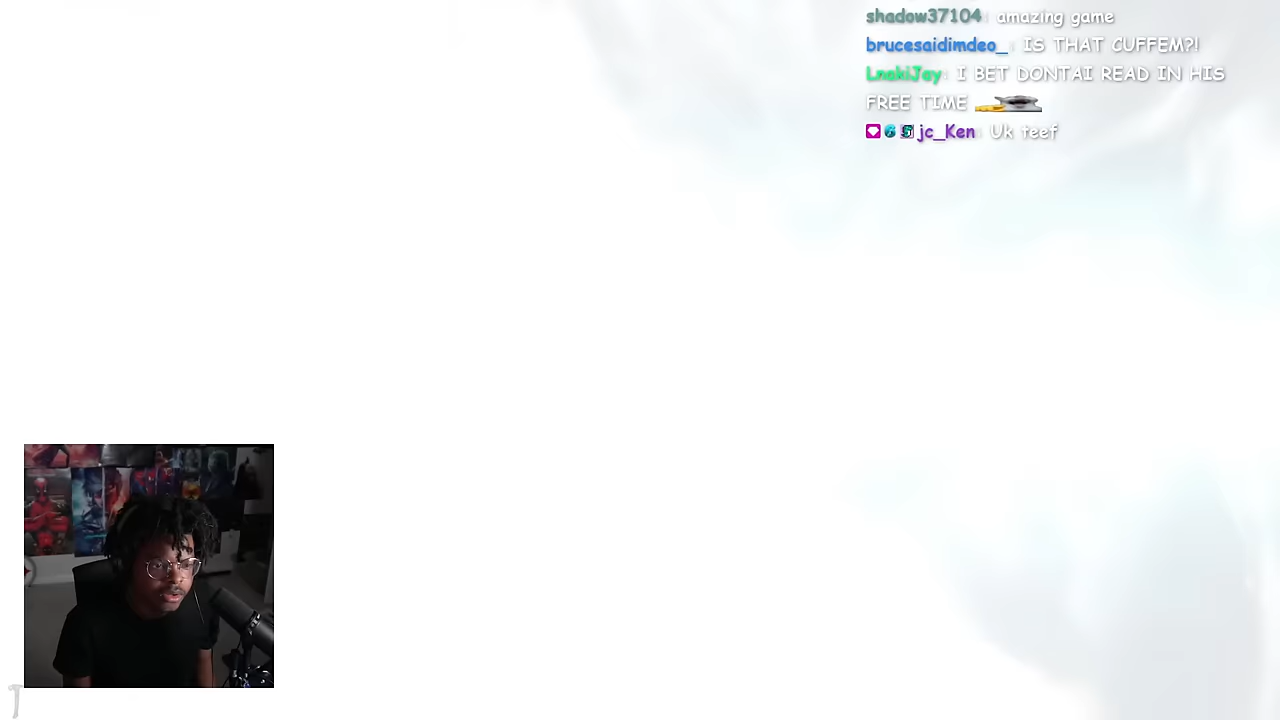 shadow37104: amazing game
brucesaidimdeo_: IS THAT CUFFEM?!
LnakiJay: I BET DONTAI READ IN HIS
FREE TIME
jc_Ken: Uk teef